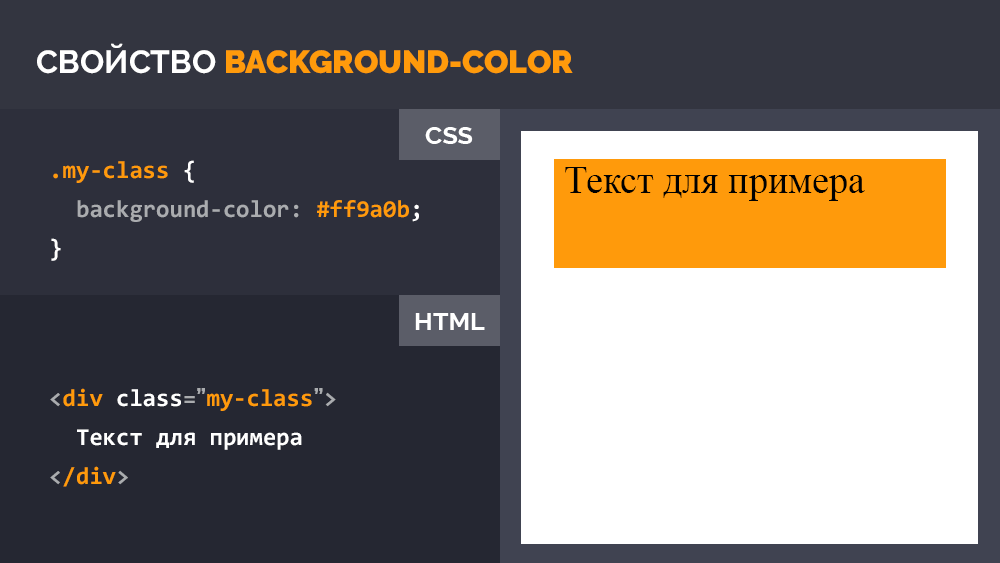 СВОЙСТВО BACKGROUND-COLOR
CSS
.my-class {
background-color: #ff9a0b;
}
HTML
<div class="my-class">
Текст для примера
</div>
Текст для примера